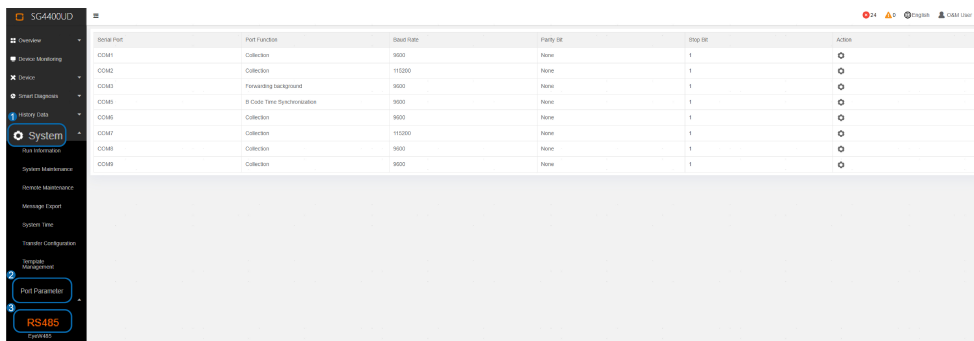 SG4400UD
24 0 English O&M User
Overview
Device Monitoring
Device
Smart Diagnosis
History Data
1
System
Run Information
System Maintenance
Remote Maintenance
Message Export
System Time
Transfer Configuration
Template
Management
2
Port Parameter
3
RS485
EyeW485
Serial Port Port Function Baud Rate Parity Bit Stop Bit Action
COM1 Collection 9600 None 1
COM2 Collection 115200 None 1
COM3 Forwarding background 9600 None 1
COM5 B Code Time Synchronization 9600 None 1
COM6 Collection 9600 None 1
COM7 Collection 115200 None 1
COM8 Collection 9600 None 1
COM9 Collection 9600 None 1